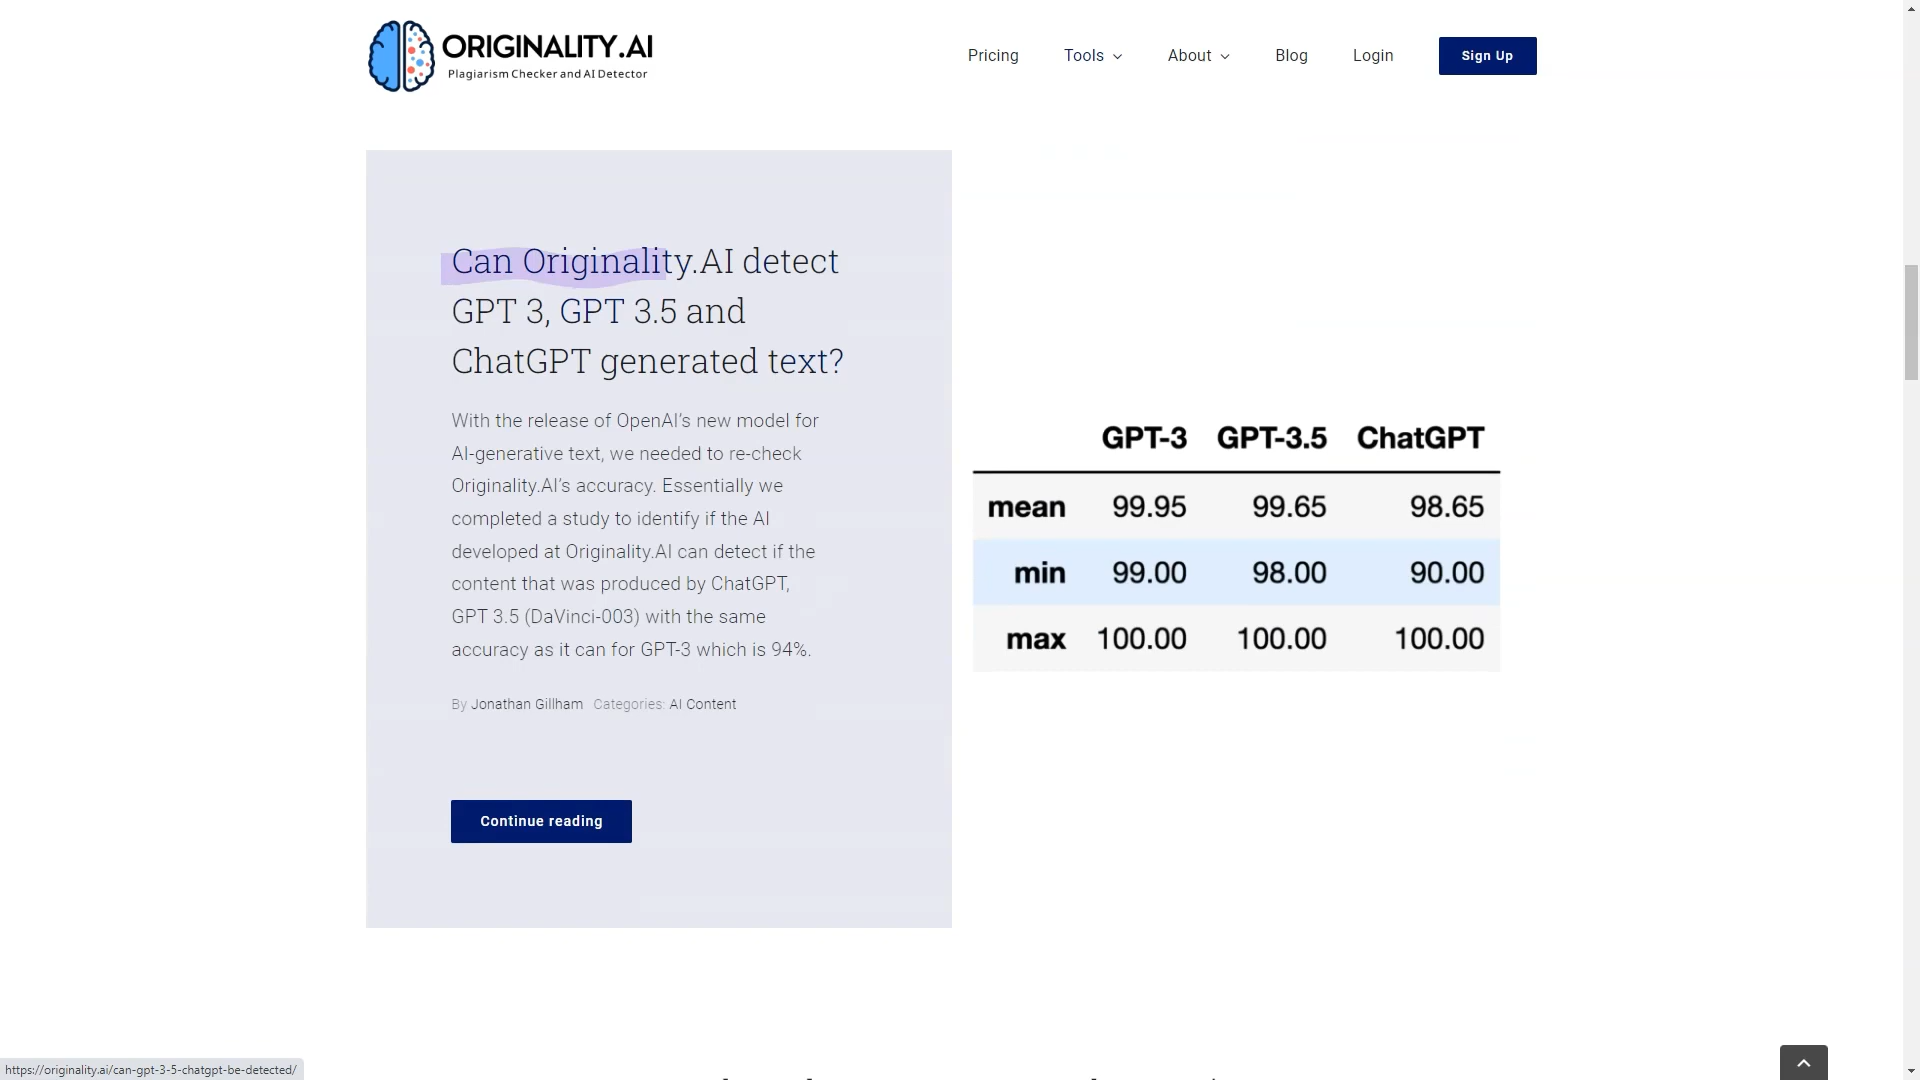 ORIGINALITY.AI
Plagiarism Checker and AI Detector
Pricing
Tools
About
Blog
Login
Sign Up
Can Originality.AI detect
GPT 3, GPT 3.5 and
ChatGPT generated text?
With the release of OpenAI’s new model for
AI-generative text, we needed to re-check
Originality.AI’s accuracy. Essentially we
completed a study to identify if the AI
developed at Originality.AI can detect if the
content that was produced by ChatGPT,
GPT 3.5 (DaVinci-003) with the same
accuracy as it can for GPT-3 which is 94%.
By Jonathan Gillham Categories: AI Content
Continue reading
GPT-3 GPT-3.5 ChatGPT
mean 99.95 99.65 98.65
min 99.00 98.00 90.00
max 100.00 100.00 100.00
https://originality.ai/can-gpt-3-5-chatgpt-be-detected/